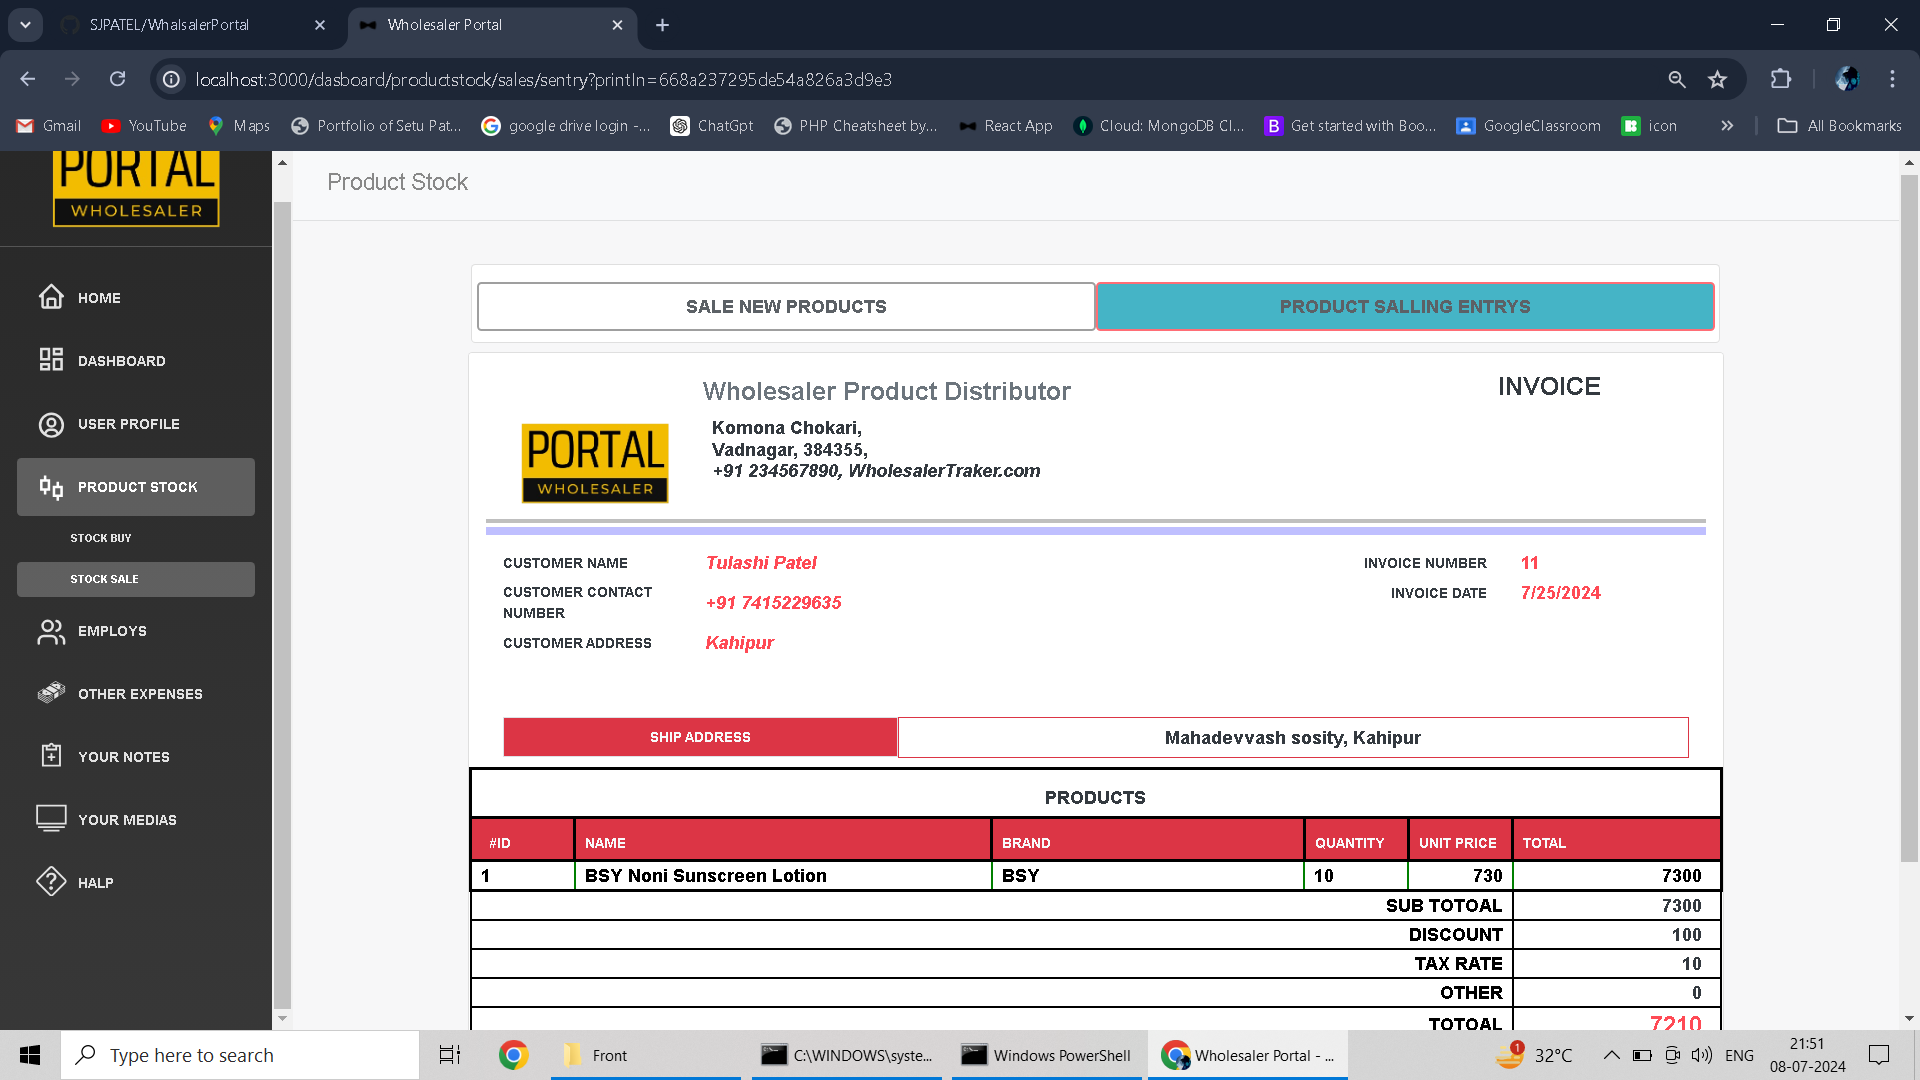 SJPATEL/WhalsalerPortal
Wholesaler Portal
localhost:3000/dasboard/productstock/sales/sentry?println=668a237295de54a826a3d9e3
Gmail
YouTube
Maps
Portfolio of Setu Pat...
google drive login -...
ChatGpt
PHP Cheatsheet by...
React App
Cloud: MongoDB Cl...
Get started with Boo...
GoogleClassroom
icon
All Bookmarks
PORTAL
WHOLESALER
HOME
DASHBOARD
USER PROFILE
PRODUCT STOCK
STOCK BUY
STOCK SALE
EMPLOYS
OTHER EXPENSES
YOUR NOTES
YOUR MEDIAS
HALP
Product Stock
SALE NEW PRODUCTS
PRODUCT SALLING ENTRYS
PORTAL
WHOLESALER
Wholesaler Product Distributor
Komona Chokari,
Vadnagar, 384355,
+91 234567890, WholesalerTraker.com
INVOICE
CUSTOMER NAME Tulashi Patel
CUSTOMER CONTACT NUMBER +91 7415229635
CUSTOMER ADDRESS Kahipur
INVOICE NUMBER 11
INVOICE DATE 7/25/2024
SHIP ADDRESS Mahadevvash sosity, Kahipur
PRODUCTS
#ID NAME BRAND QUANTITY UNIT PRICE TOTAL
1 BSY Noni Sunscreen Lotion BSY 10 730 7300
SUB TOTOAL 7300
DISCOUNT 100
TAX RATE 10
OTHER 0
TOTOAL 7210
Type here to search
Front
C:\WINDOWS\syste...
Windows PowerShell
Wholesaler Portal - ...
1
32°C
ENG
21:51
08-07-2024